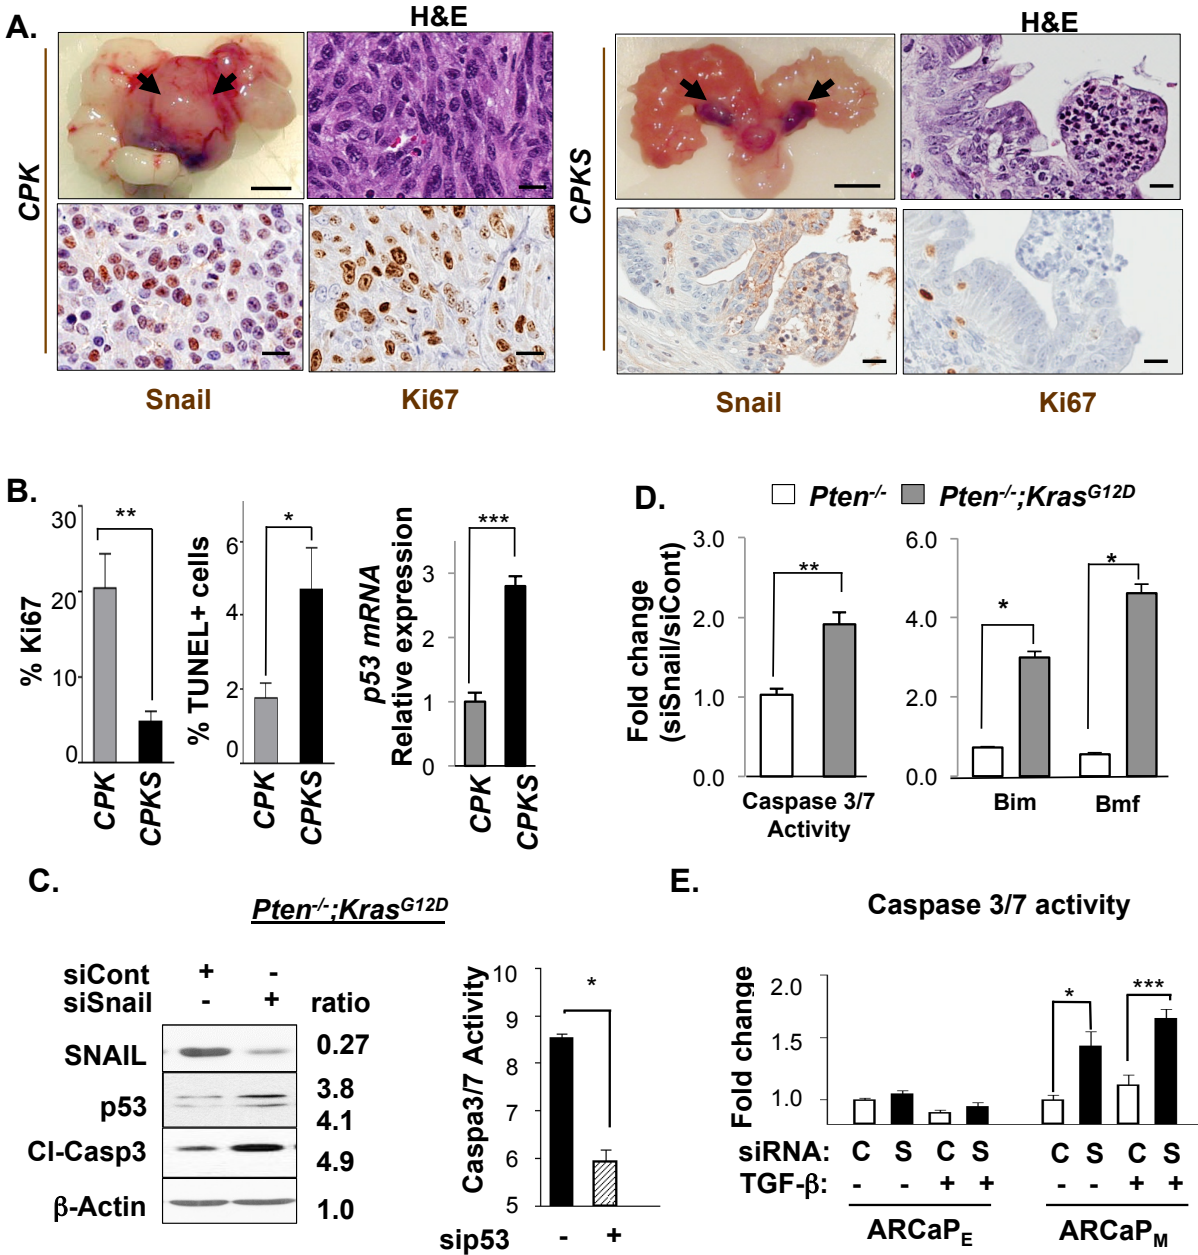 A.
H&E
H&E
CPK
CPKS
Snail
Ki67
Snail
Ki67
B.
% Ki67
30
20
10
0
**
CPK
CPKS
% TUNEL+ cells
6
4
2
0
*
CPK
CPKS
p53 mRNA
Relative expression
3
2
1
0
***
CPK
CPKS
D.
Pten-/-
Pten-/-;KrasG12D
Fold change
(siSnail/siCont)
3.0
2.0
1.0
0.0
**
Caspase 3/7
Activity
6.0
4.0
2.0
0.0
*
*
Bim
Bmf
C.
Pten-/-;KrasG12D
siCont + -
siSnail - + ratio
SNAIL 0.27
p53 3.8
4.1
Cl-Casp3 4.9
β-Actin 1.0
Caspa3/7 Activity
10
9
8
7
6
5
*
sip53 - +
E.
Caspase 3/7 activity
Fold change
2.0
1.5
1.0
*
***
siRNA: C S C S C S C S
TGF-β: - - + + - - + +
ARCaPE ARCaPM